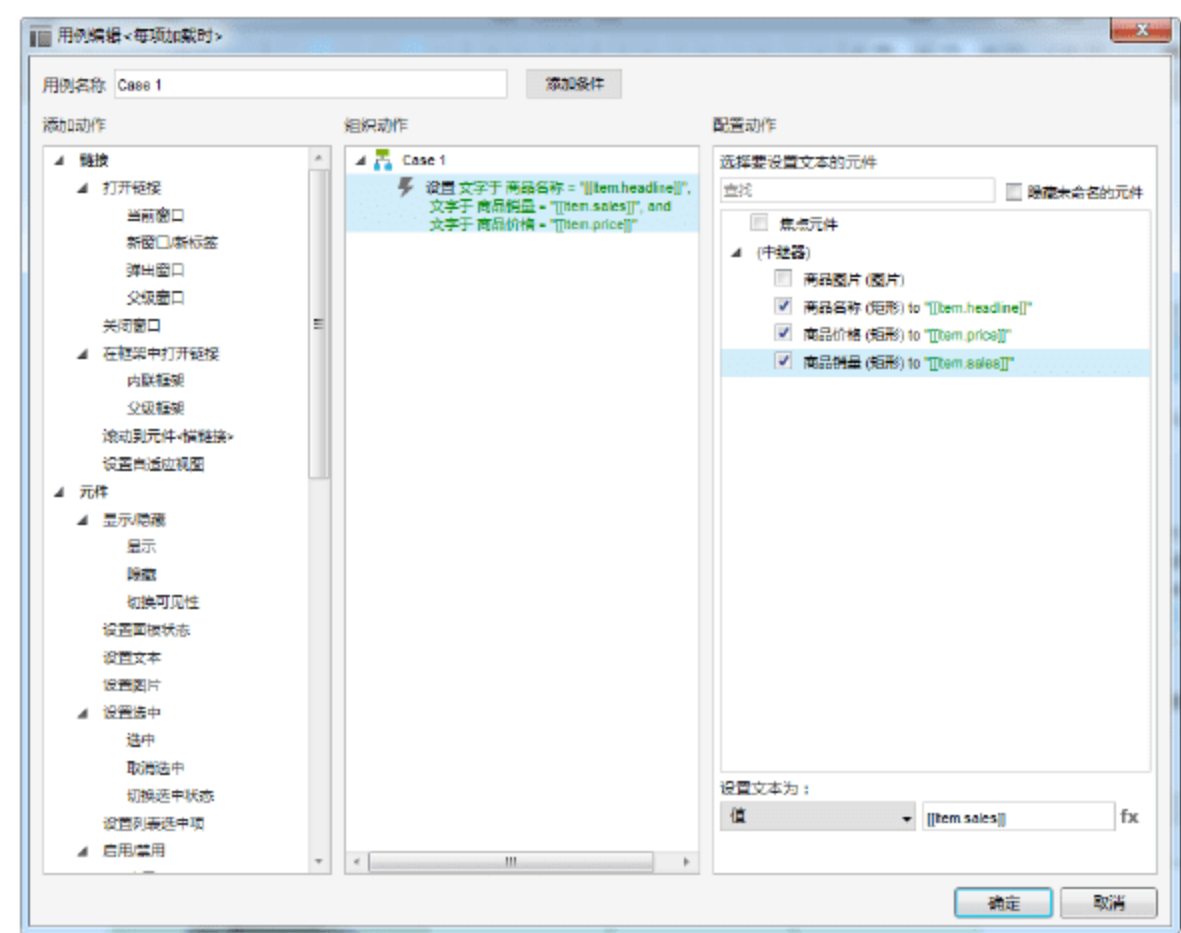 用例编辑<每项加载时>
用例名称 Case 1 添加条件
添加动作
链接
打开链接
当前窗口
新窗口/新标签
弹出窗口
父级窗口
关闭窗口
在框架中打开链接
内联框架
父级框架
滚动到元件<锚链接>
设置自适应视图
元件
显示/隐藏
显示
隐藏
切换可见性
设置面板状态
设置文本
设置图片
设置选中
选中
取消选中
切换选中状态
设置列表选中项
启用/禁用
组织动作
Case 1
设置 文字于 商品名称 = "[[Item.headline]]",
文字于 商品销量 = "[[Item.sales]]", and
文字于 商品价格 = "[[Item.price]]"
配置动作
选择要设置文本的元件
查找 隐藏未命名的元件
焦点元件
(中继器)
商品图片 (图片)
商品名称 (矩形) to "[[Item.headline]]"
商品价格 (矩形) to "[[Item.price]]"
商品销量 (矩形) to "[[Item.sales]]"
设置文本为：
值 [[Item.sales]] fx
确定 取消